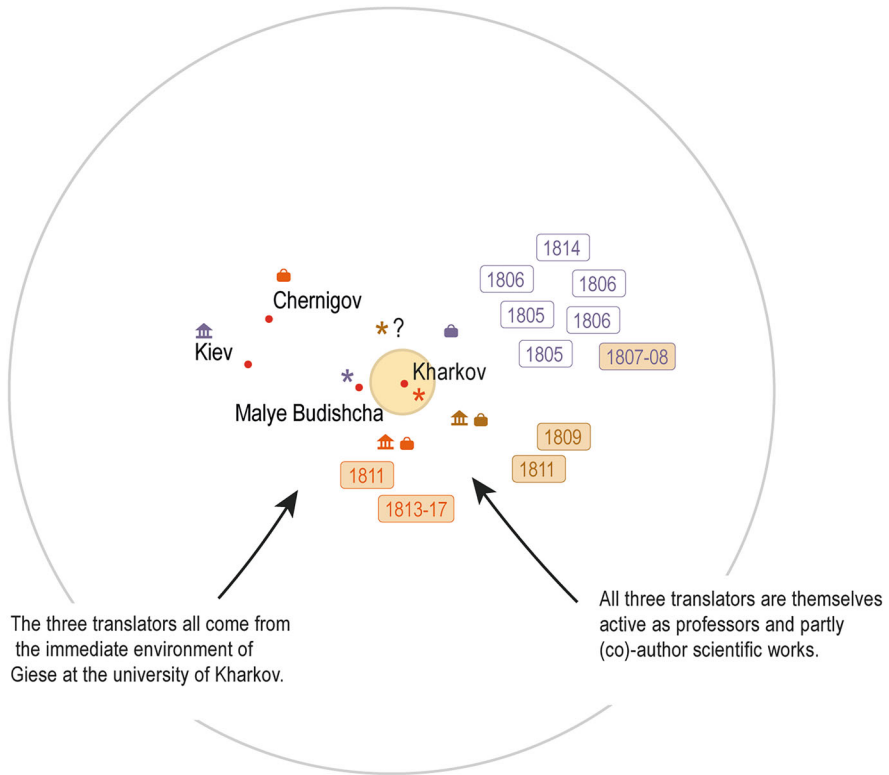 1814
1806
1806
Chernigov
1805
1806
* ?
Kiev
1805
1807-08
*
Kharkov
*
Malye Budishcha
1809
1811
1811
1813-17
The three translators all come from
the immediate environment of
Giese at the university of Kharkov.
All three translators are themselves
active as professors and partly
(co)-author scientific works.